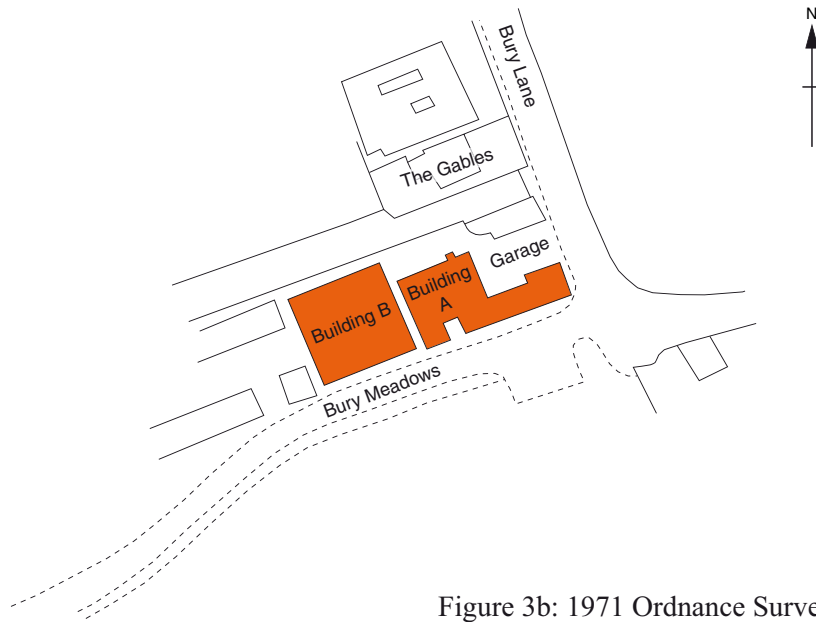 N
Bury Lane
The Gables
Garage
Building
A
Building B
Bury Meadows
Figure 3b: 1971 Ordnance Surve